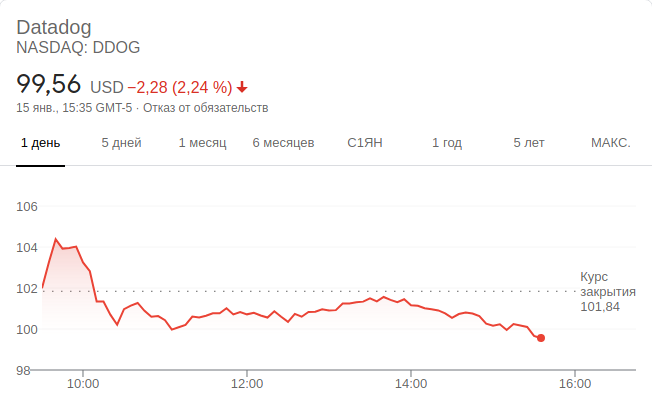 Datadog
NASDAQ: DDOG
99,56 USD −2,28 (2,24 %)
15 янв., 15:35 GMT-5 · Отказ от обязательств
1 день 5 дней 1 месяц 6 месяцев С1ЯН 1 год 5 лет МАКС.
106
104
102
100
98
Курс
закрытия
101,84
10:00 12:00 14:00 16:00